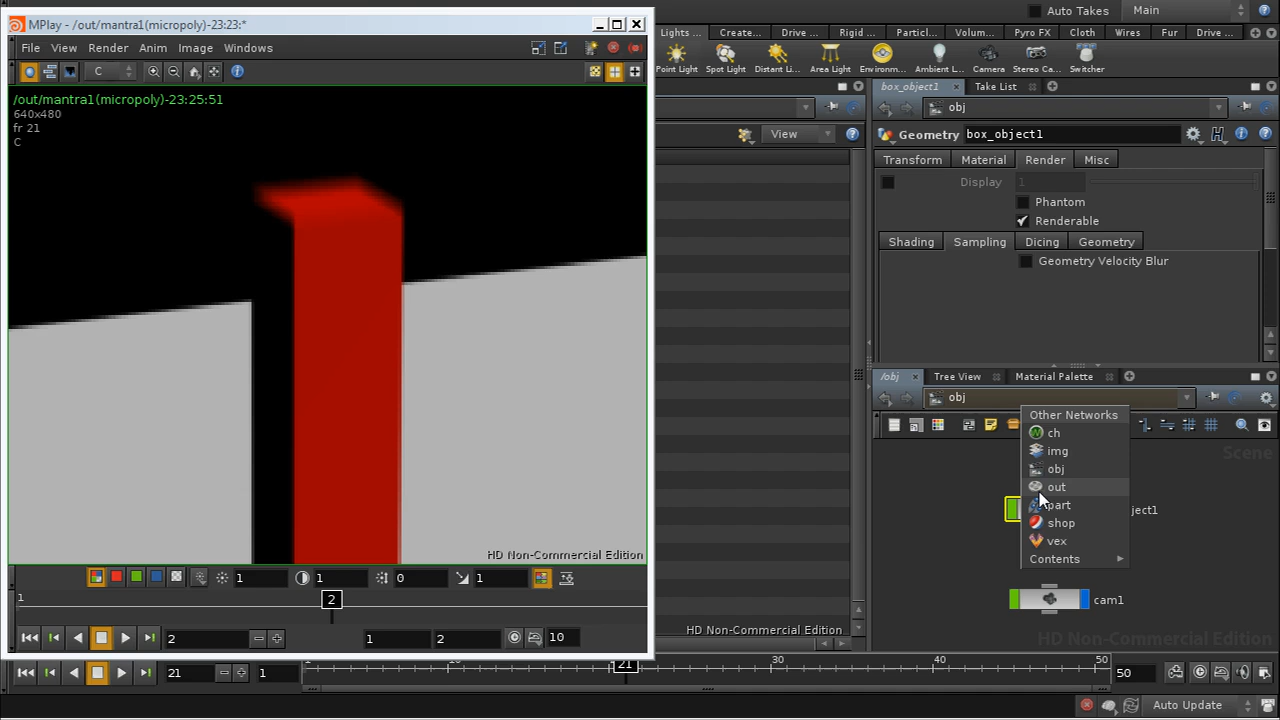 MPlay - /out/mantra1(micropoly)-23:23:*
File View Render Anim Image Windows
C
/out/mantra1(micropoly)-23:25:51
640x480
fr 21
C
HD Non-Commercial Edition
1 1 0 1
1 2
2 1 2 10
Auto Takes Main
Lights ... Create... Drive ... Rigid ... Particl... Volum... Pyro FX Cloth Wires Fur Drive ...
Point Light Spot Light Distant Li... Area Light Environm... Ambient L... Camera Stereo Ca... Switcher
box_object1 Take List
obj
View
Geometry box_object1
Transform Material Render Misc
Display 1
Phantom
Renderable
Shading Sampling Dicing Geometry
Geometry Velocity Blur
/obj Tree View Material Palette
obj
Other Networks
ch
img
obj
out
part
shop
vex
Contents
Scene
ject1
cam1
HD Non-Commercial Edition
HD Non-Commercial Edition
21 1 21 30 40 50 50
Auto Update